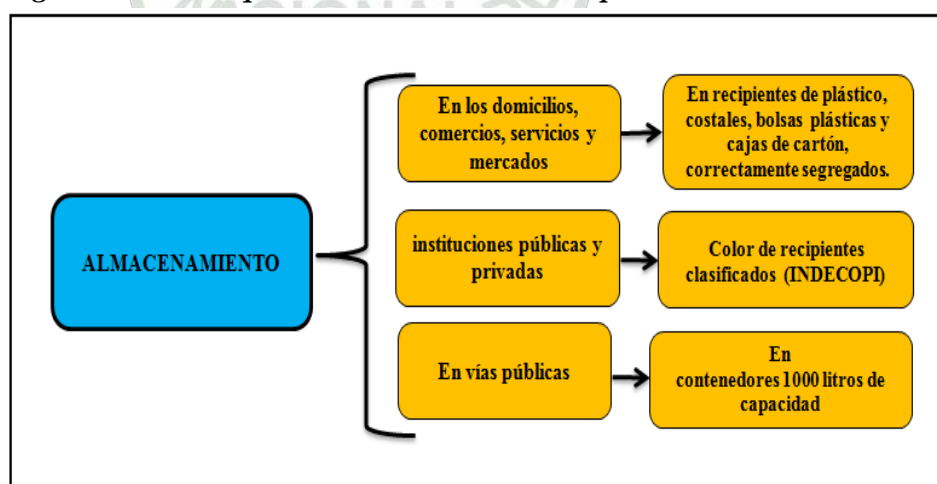 ALMACENAMIENTO
En los domicilios,
comercios, servicios y
mercados
En recipientes de plástico,
costales, bolsas plásticas y
cajas de cartón,
correctamente segregados.
instituciones públicas y
privadas
Color de recipientes
clasificados (INDECOPI)
En vías públicas
En
contenedores 1000 litros de
capacidad